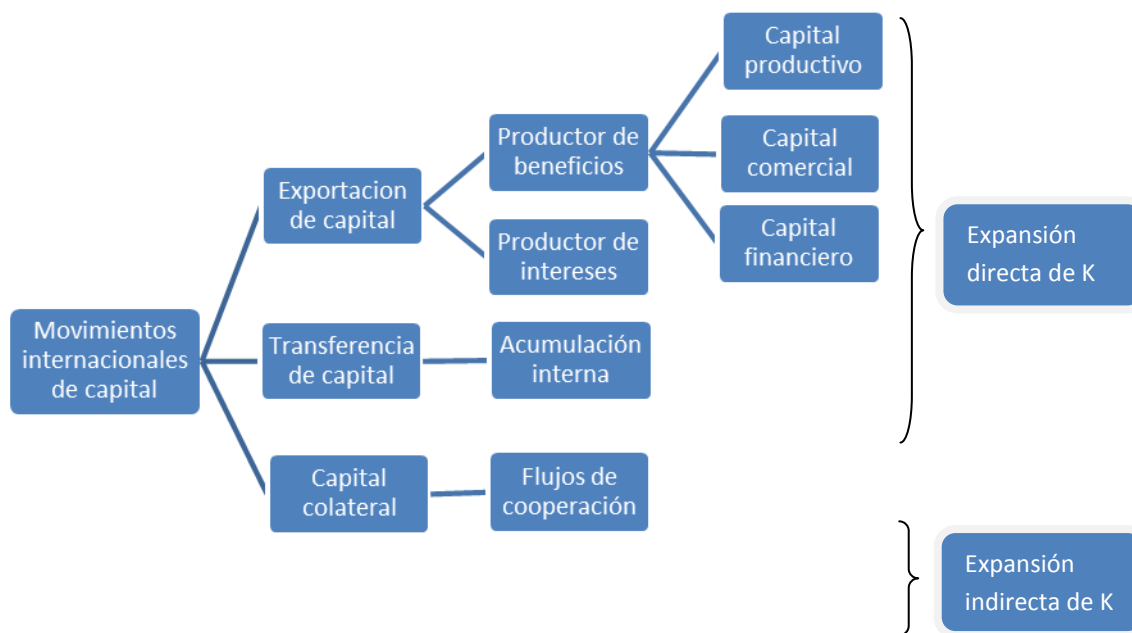 Movimientos
internacionales
de capital
Exportacion
de capital
Productor de
beneficios
Capital
productivo
Capital
comercial
Capital
financiero
Productor de
intereses
Transferencia
de capital
Acumulación
interna
Capital
colateral
Flujos de
cooperación
Expansión
directa de K
Expansión
indirecta de K